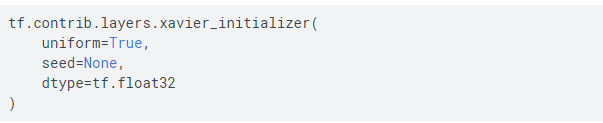 tf.contrib.layers.xavier_initializer(
    uniform=True,
    seed=None,
    dtype=tf.float32
)